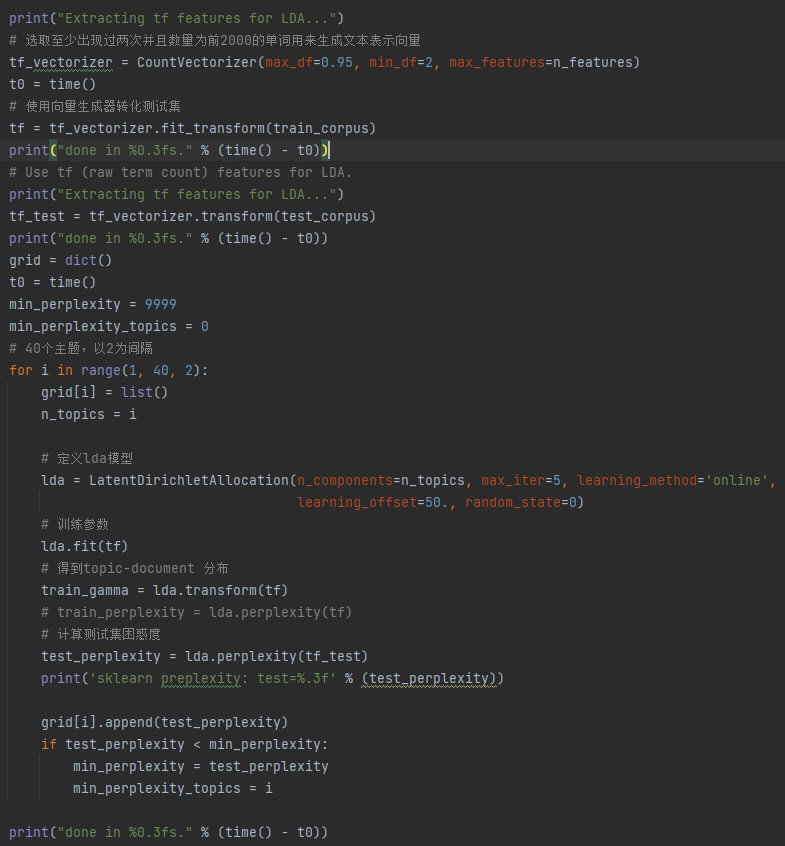 print("Extracting tf features for LDA...")
# 选取至少出现过两次并且数量为前2000的单词用来生成文本表示向量
tf_vectorizer = CountVectorizer(max_df=0.95, min_df=2, max_features=n_features)
t0 = time()
# 使用向量生成器转化测试集
tf = tf_vectorizer.fit_transform(train_corpus)
print("done in %0.3fs." % (time() - t0))
# Use tf (raw term count) features for LDA.
print("Extracting tf features for LDA...")
tf_test = tf_vectorizer.transform(test_corpus)
print("done in %0.3fs." % (time() - t0))
grid = dict()
t0 = time()
min_perplexity = 9999
min_perplexity_topics = 0
# 40个主题，以2为间隔
for i in range(1, 40, 2):
    grid[i] = list()
    n_topics = i

    # 定义lda模型
    lda = LatentDirichletAllocation(n_components=n_topics, max_iter=5, learning_method='online',
                                    learning_offset=50., random_state=0)
    # 训练参数
    lda.fit(tf)
    # 得到topic-document 分布
    train_gamma = lda.transform(tf)
    # train_perplexity = lda.perplexity(tf)
    # 计算测试集困惑度
    test_perplexity = lda.perplexity(tf_test)
    print('sklearn preplexity: test=%.3f' % (test_perplexity))

    grid[i].append(test_perplexity)
    if test_perplexity < min_perplexity:
        min_perplexity = test_perplexity
        min_perplexity_topics = i

print("done in %0.3fs." % (time() - t0))